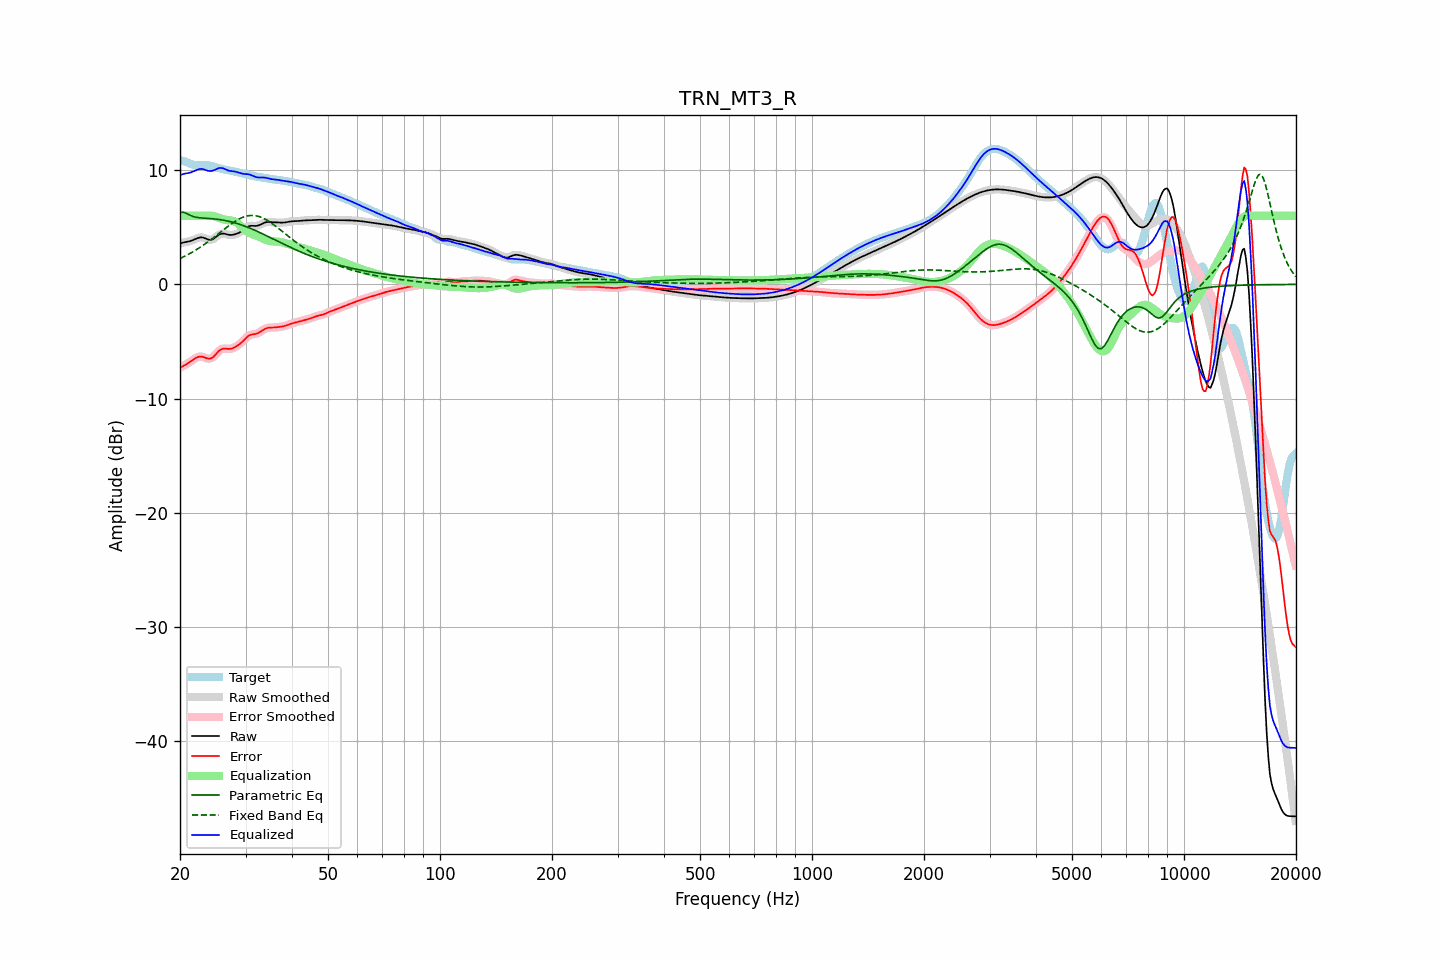 TRN_MT3_R
10
0
−10
−20
−30
−40
Amplitude (dBr)
Target
Raw Smoothed
Error Smoothed
Raw
Error
Equalization
Parametric Eq
Fixed Band Eq
Equalized
20 50 100 200 500 1000 2000 5000 10000 20000
Frequency (Hz)